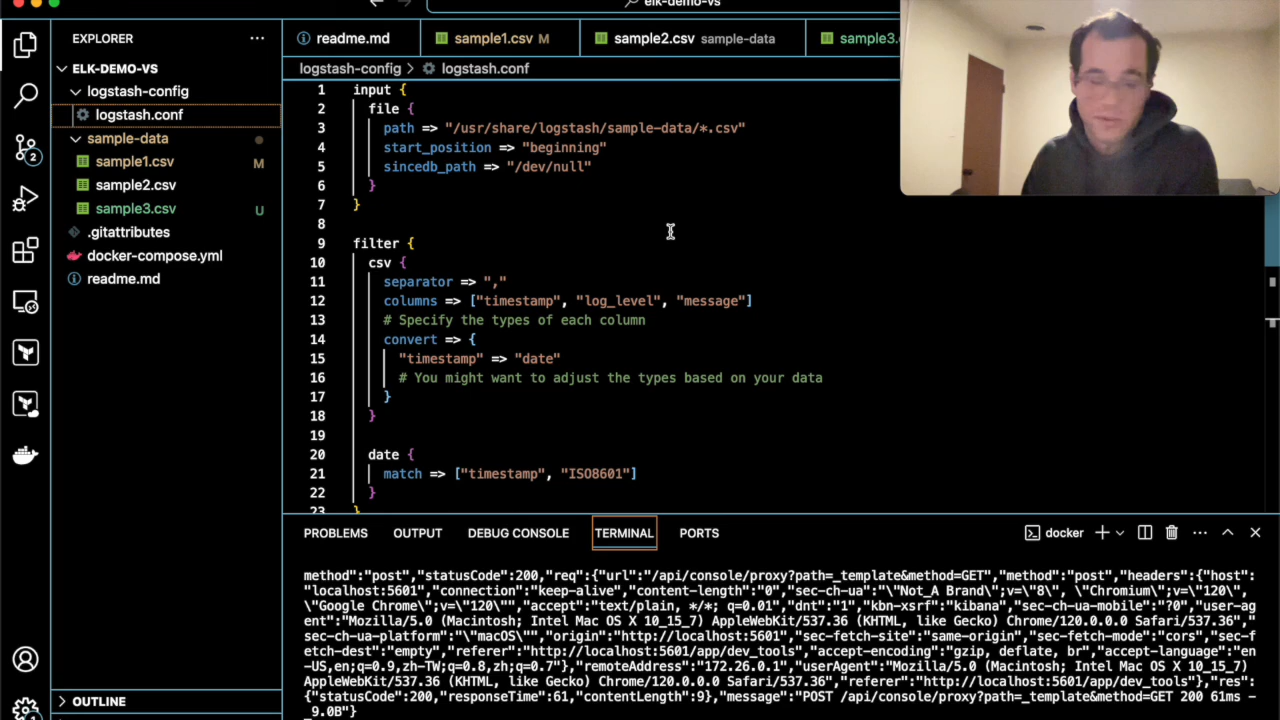 elk-demo-vs
EXPLORER
readme.md
sample1.csv M
sample2.csv sample-data
sample3.
ELK-DEMO-VS
logstash-config
logstash.conf
sample-data
sample1.csv M
sample2.csv
sample3.csv U
.gitattributes
docker-compose.yml
readme.md
OUTLINE
2
logstash-config > logstash.conf
1 input {
2 file {
3 path => "/usr/share/logstash/sample-data/*.csv"
4 start_position => "beginning"
5 sincedb_path => "/dev/null"
6 }
7 }
8
9 filter {
10 csv {
11 separator => ","
12 columns => ["timestamp", "log_level", "message"]
13 # Specify the types of each column
14 convert => {
15 "timestamp" => "date"
16 # You might want to adjust the types based on your data
17 }
18 }
19
20 date {
21 match => ["timestamp", "ISO8601"]
22 }
23 }
PROBLEMS OUTPUT DEBUG CONSOLE TERMINAL PORTS
docker
method":"post","statusCode":200,"req":{"url":"/api/console/proxy?path=_template&method=GET","method":"post","headers":{"host":
"localhost:5601","connection":"keep-alive","content-length":"0","sec-ch-ua":"\"Not_A Brand\";v=\"8\", \"Chromium\";v=\"120\",
\"Google Chrome\";v=\"120\"","accept":"text/plain, */*; q=0.01","dnt":"1","kbn-xsrf":"kibana","sec-ch-ua-mobile":"?0","user-ag
ent":"Mozilla/5.0 (Macintosh; Intel Mac OS X 10_15_7) AppleWebKit/537.36 (KHTML, like Gecko) Chrome/120.0.0.0 Safari/537.36","
sec-ch-ua-platform":"\"macOS\"","origin":"http://localhost:5601","sec-fetch-site":"same-origin","sec-fetch-mode":"cors","sec-f
etch-dest":"empty","referer":"http://localhost:5601/app/dev_tools","accept-encoding":"gzip, deflate, br","accept-language":"en
-US,en;q=0.9,zh-TW;q=0.8,zh;q=0.7"},"remoteAddress":"172.26.0.1","userAgent":"Mozilla/5.0 (Macintosh; Intel Mac OS X 10_15_7)
AppleWebKit/537.36 (KHTML, like Gecko) Chrome/120.0.0.0 Safari/537.36","referer":"http://localhost:5601/app/dev_tools"},"res":
{"statusCode":200,"responseTime":61,"contentLength":9},"message":"POST /api/console/proxy?path=_template&method=GET 200 61ms -
9.0B"}